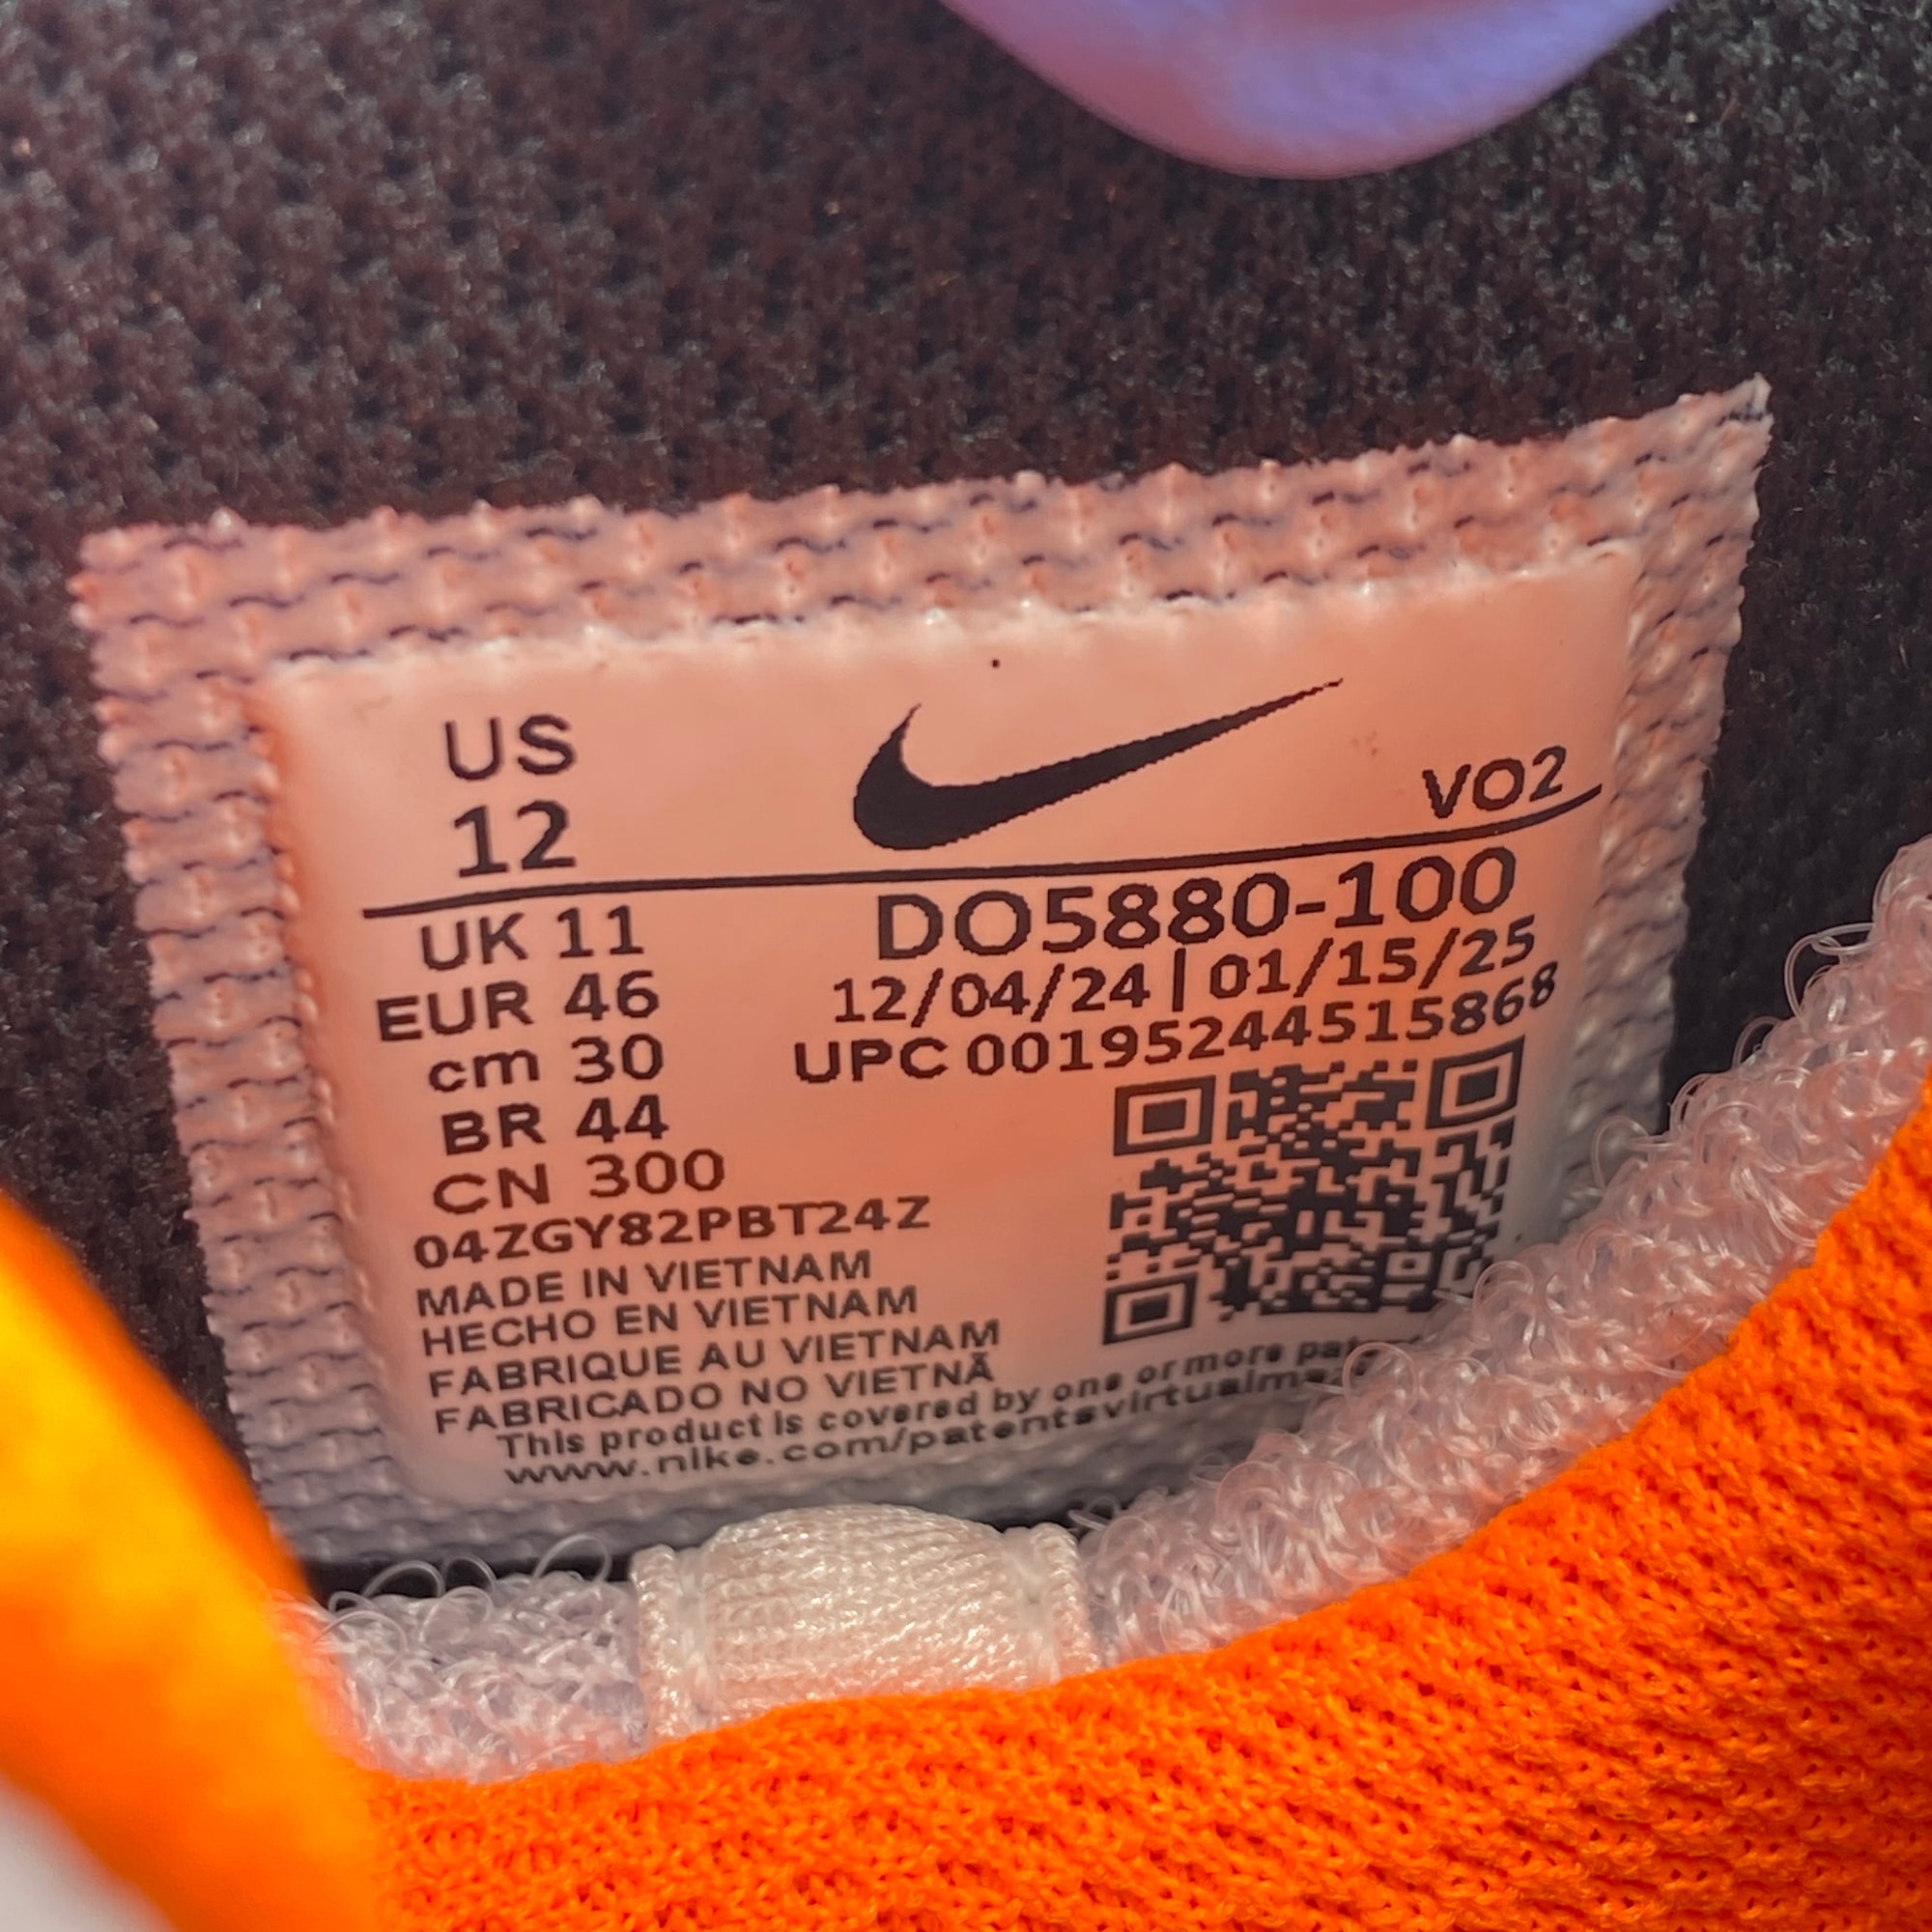 US
12
VO2
UK 11
EUR 46
cm 30
BR 44
CN 300
DO5880-100
12/04/24 | 01/15/25
UPC 00195244515868
04ZGY82PBT24Z
MADE IN VIETNAM
HECHO EN VIETNAM
FABRIQUE AU VIETNAM
FABRICADO NO VIETNÃ
This product is covered by one or more
www.nike.com/patentsvirtualma